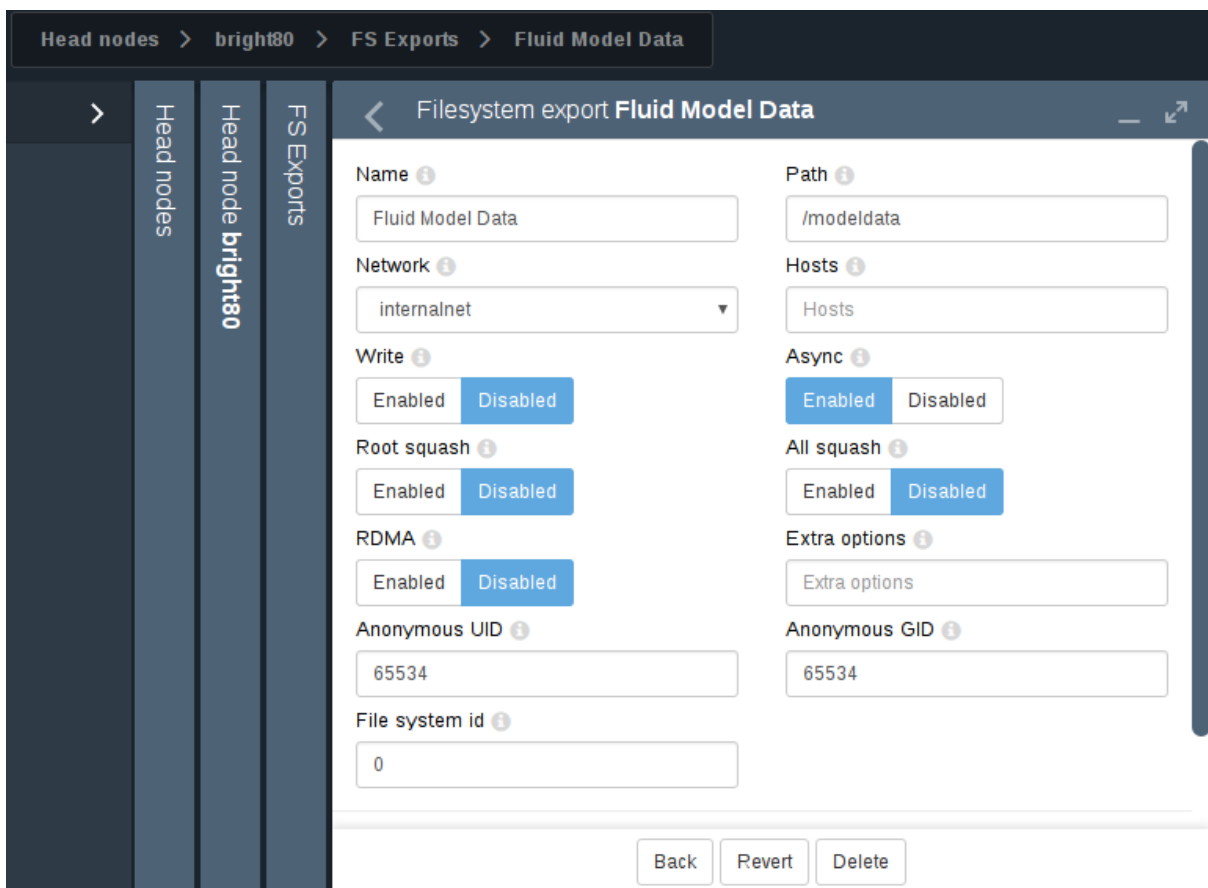 Head nodes > bright80 > FS Exports > Fluid Model Data
Head nodes
Head node bright80
FS Exports
Filesystem export Fluid Model Data
Name
Path
Fluid Model Data
/modeldata
Network
Hosts
internalnet
Hosts
Write
Async
Enabled Disabled
Enabled Disabled
Root squash
All squash
Enabled Disabled
Enabled Disabled
RDMA
Extra options
Enabled Disabled
Extra options
Anonymous UID
Anonymous GID
65534
65534
File system id
0
Back Revert Delete